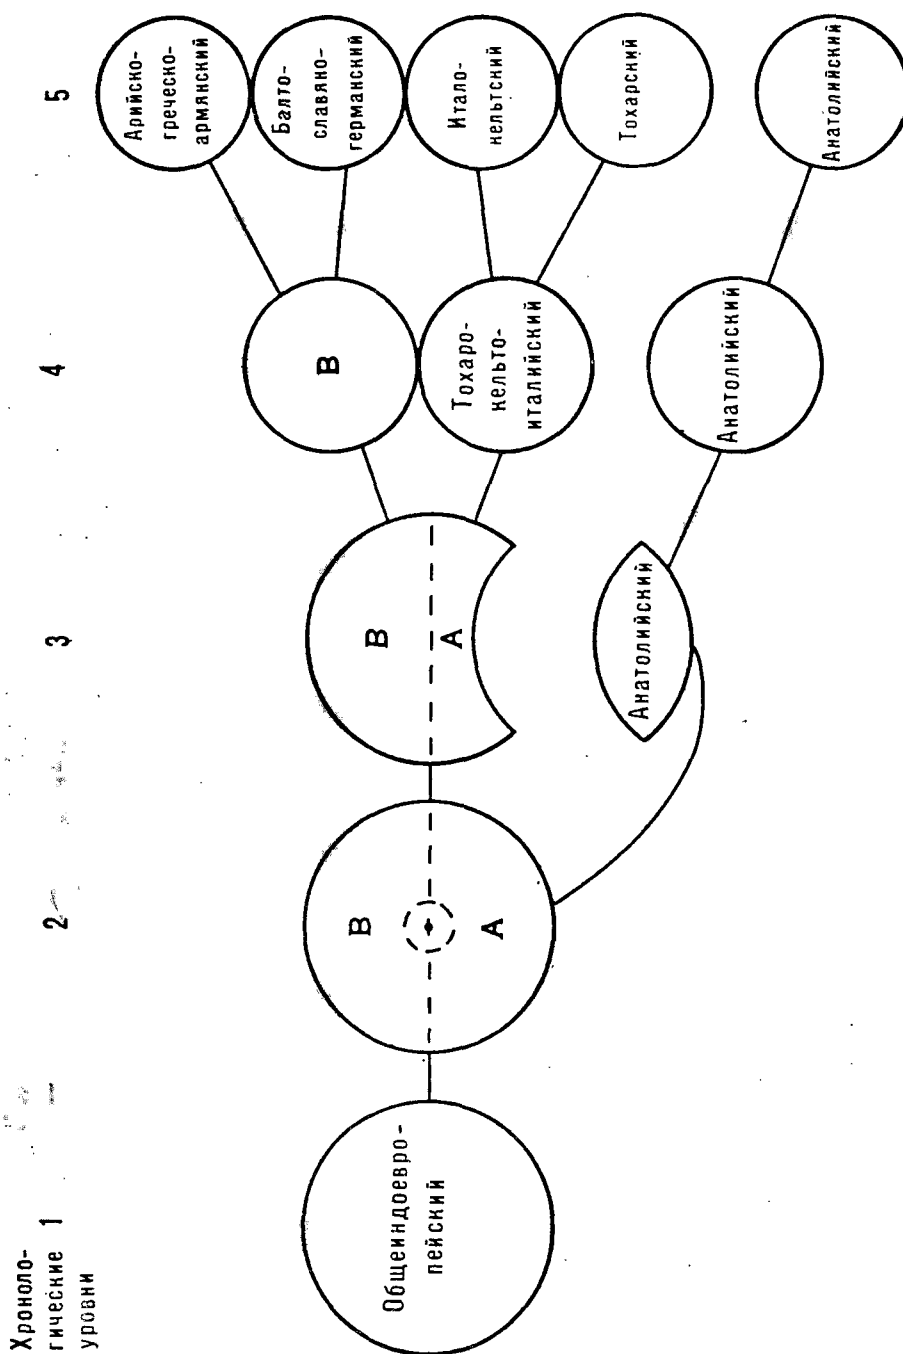 Хроноло-
гические 1 2 3 4 5
уровни
Общеиндоевро-
пейский
В
А
В
А
Анатолийский
В
Тохаро-
кельто-
италийский
Анатолийский
Арийско-
греческо-
армянский
Балто-
славяно-
германский
Итало-
кельтский
Тохарский
Анатолийский